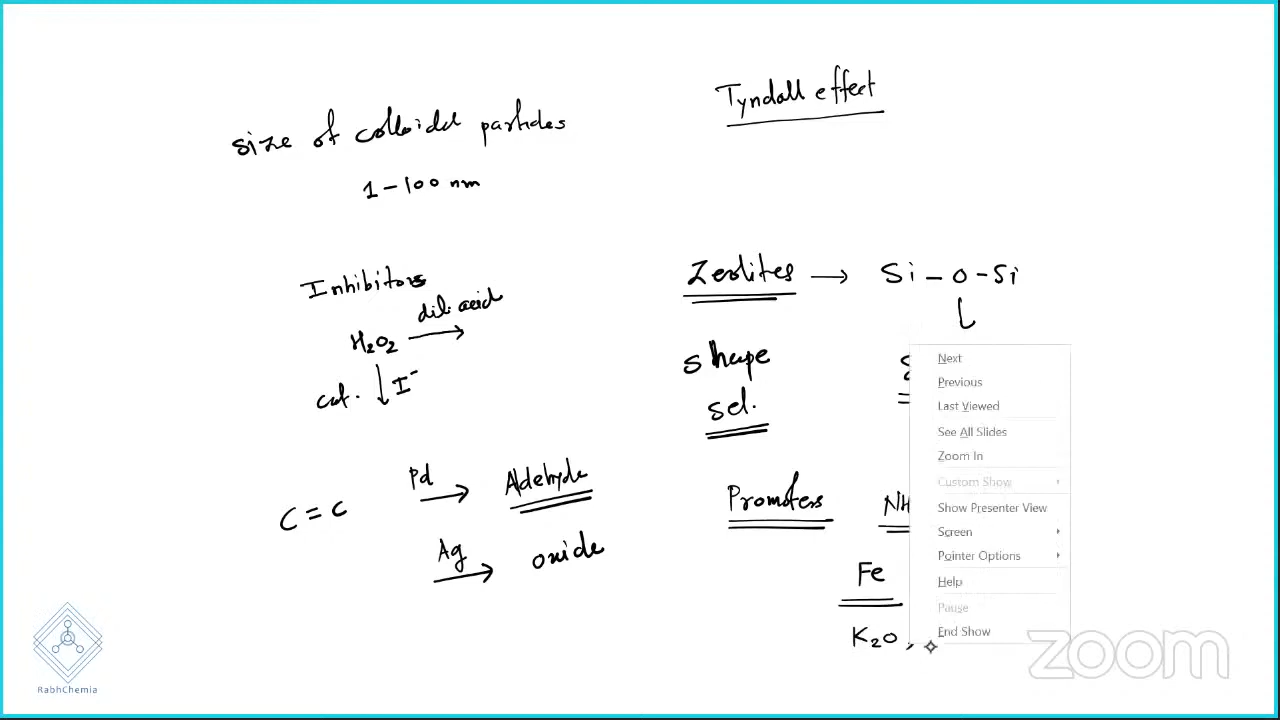 Tyndall effect
size of colloidal particles
1-100 nm
Inhibitors
H₂O₂ → dil. acid
cat. ↓ I⁻
Zeolites → Si - O - Si
shape
sel.
C = C
Pd → Aldehyde
Ag → oxide
Promoters NH
Fe
K₂O ,
Next
Previous
Last Viewed
See All Slides
Zoom In
Custom Show
Show Presenter View
Screen
Pointer Options
Help
Pause
End Show
RabhChemia
zoom